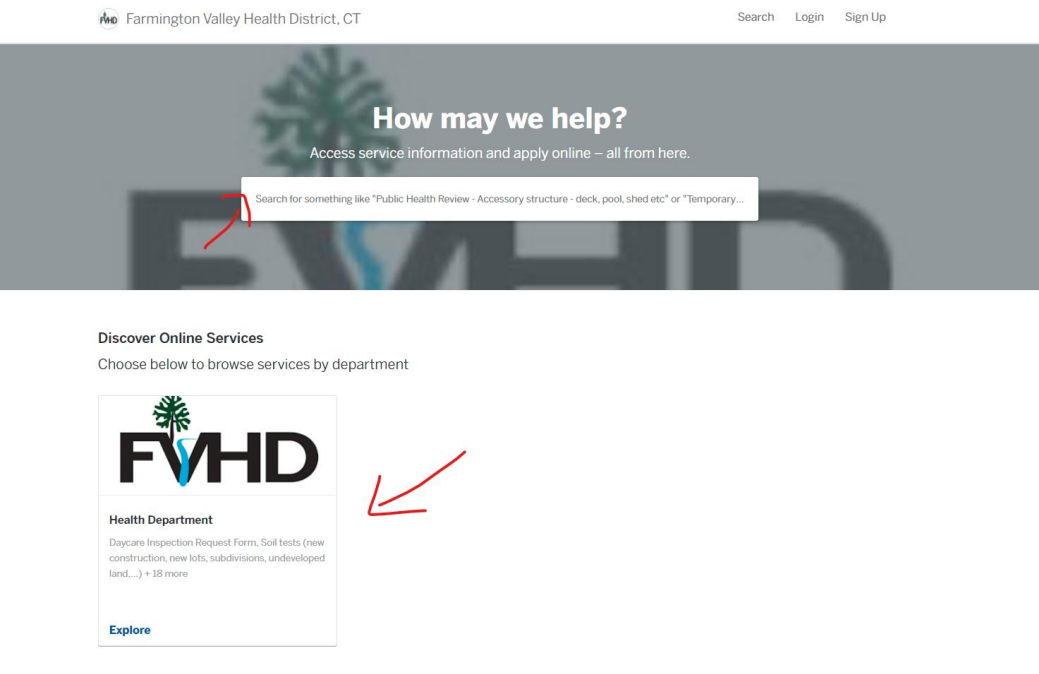 FVHD Farmington Valley Health District, CT
Search Login Sign Up
How may we help?
Access service information and apply online – all from here.
Search for something like "Public Health Review - Accessory structure - deck, pool, shed etc" or "Temporary...
FVHD
Discover Online Services
Choose below to browse services by department
FVHD
Health Department
Daycare Inspection Request Form, Soil tests (new
construction, new lots, subdivisions, undeveloped
land,...) + 18 more
Explore